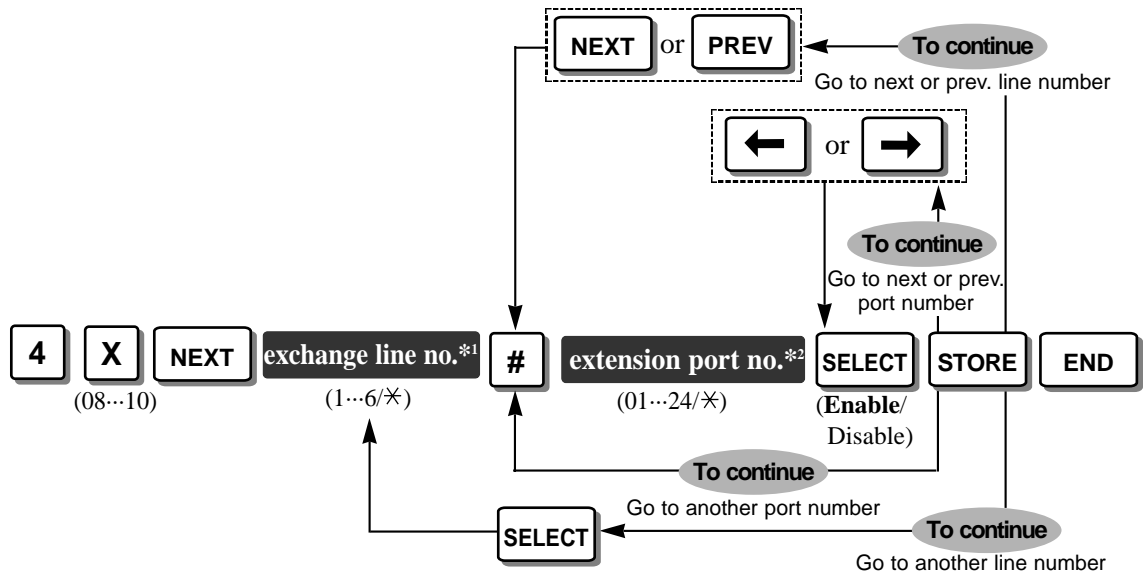 NEXT or PREV
To continue
Go to next or prev. line number
← or →
To continue
Go to next or prev.
port number
4 X NEXT exchange line no.*1 # extension port no.*2 SELECT STORE END
(08···10) (1···6/✳) (01···24/✳) (Enable/
Disable)
To continue
Go to another port number
SELECT
To continue
Go to another line number